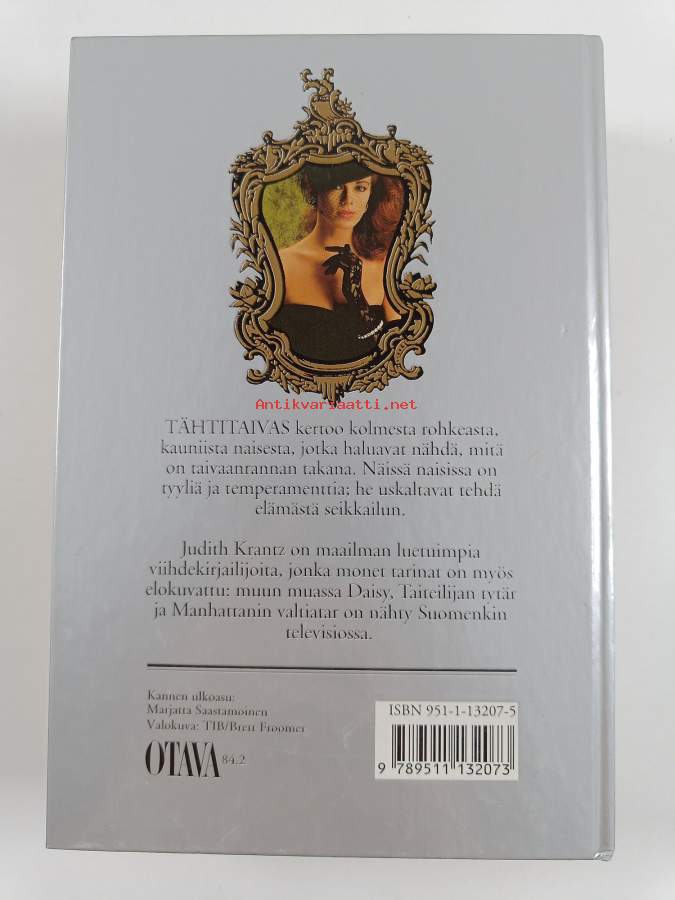 Antikvariaatti.net
TÄHTITAIVAS kertoo kolmesta rohkeasta,
kauniista naisesta, jotka haluavat nähdä, mitä
on taivaanrannan takana. Näissä naisissa on
tyyliä ja temperamenttia; he uskaltavat tehdä
elämästä seikkailun.
Judith Krantz on maailman luetuimpia
viihdekirjailijoita, jonka monet tarinat on myös
elokuvattu: muun muassa Daisy, Taiteilijan tytär
ja Manhattanin valtiatar on nähty Suomenkin
televisiossa.
Kannen ulkoasu:
Marjatta Saastamoinen
Valokuva: TIB/Brett Froomer
OTAVA 84.2
ISBN 951-1-13207-5
9 789511 132073